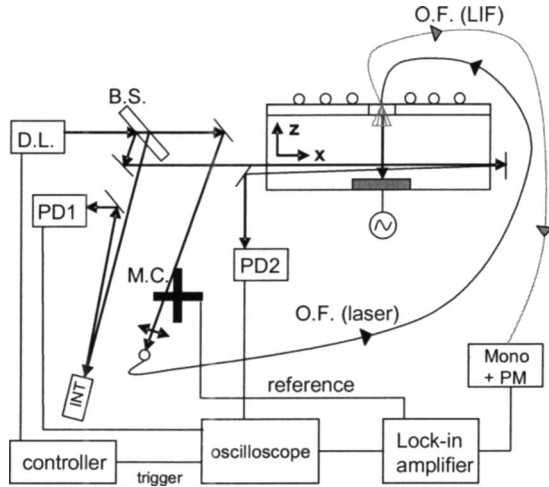 O.F. (LIF)
B.S.
D.L.
z
x
PD1
PD2
M.C.
O.F. (laser)
Mono
+ PM
INT
reference
controller
trigger
oscilloscope
Lock-in
amplifier